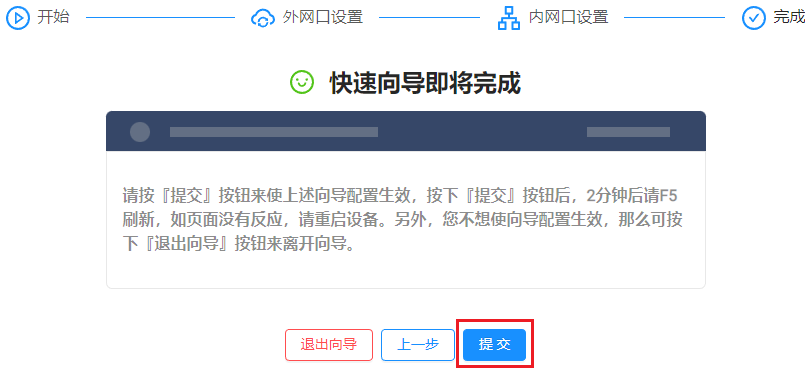 开始
外网口设置
内网口设置
完成
快速向导即将完成
请按『提交』按钮来使上述向导配置生效，按下『提交』按钮后，2分钟后请F5
刷新，如页面没有反应，请重启设备。另外，您不想使向导配置生效，那么可按
下『退出向导』按钮来离开向导。
退出向导
上一步
提 交